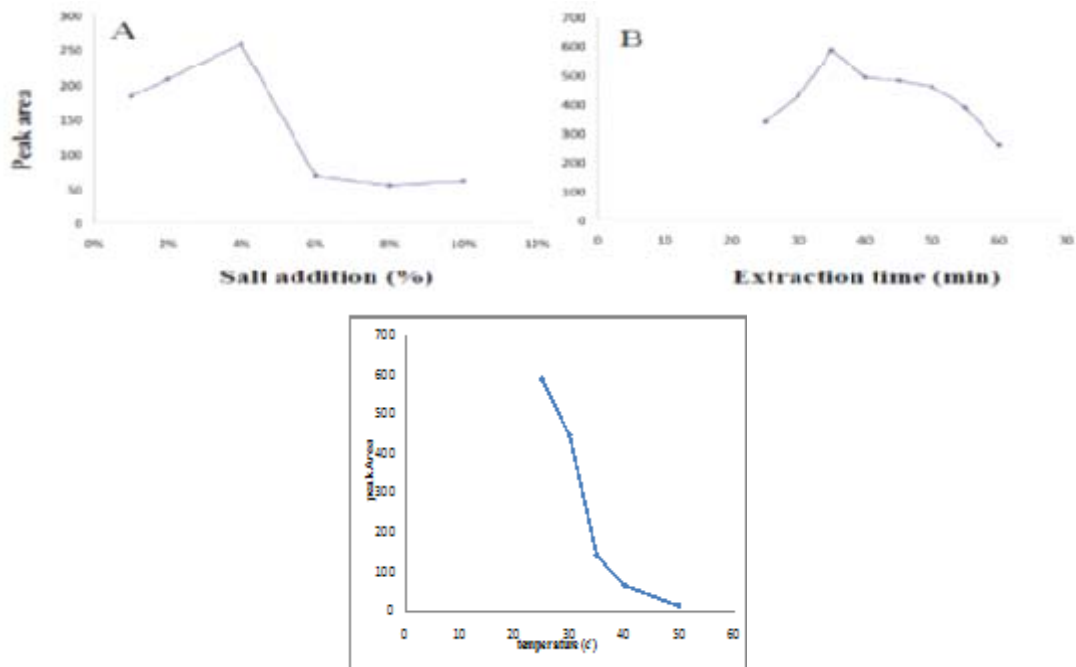 A
300
250
200
150
100
50
0
Peak area
0% 2% 4% 6% 8% 10% 12%
Salt addition (%)
B
700
600
500
400
300
200
100
0
0 10 20 30 40 50 60 70
Extraction time (min)
700
600
500
400
300
200
100
0
peak Area
0 10 20 30 40 50 60
temperature (c)